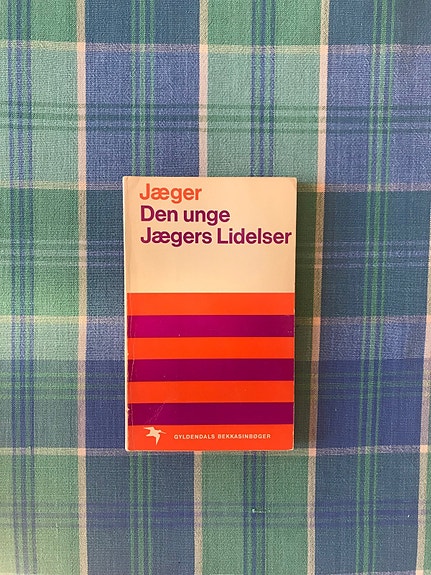 Jæger
Den unge
Jægers Lidelser
GYLDENDALS BEKKASINBØGER